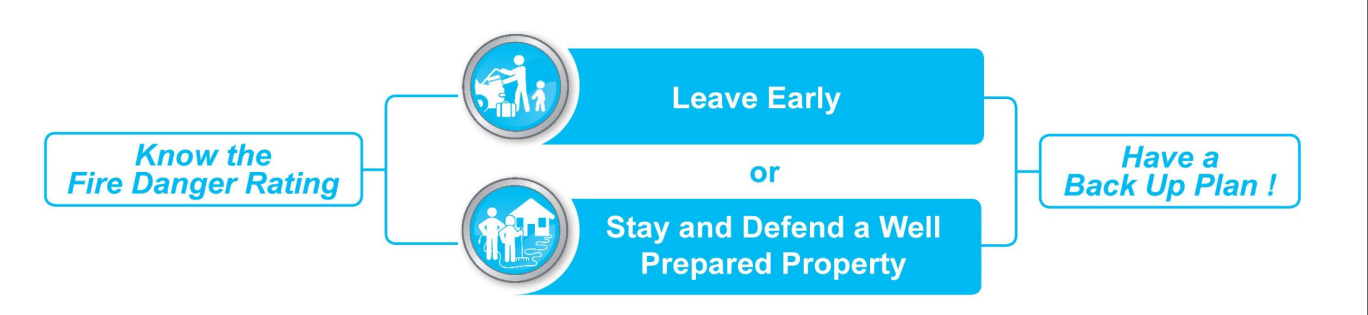 Know the
Fire Danger Rating
Leave Early
or
Stay and Defend a Well
Prepared Property
Have a
Back Up Plan !